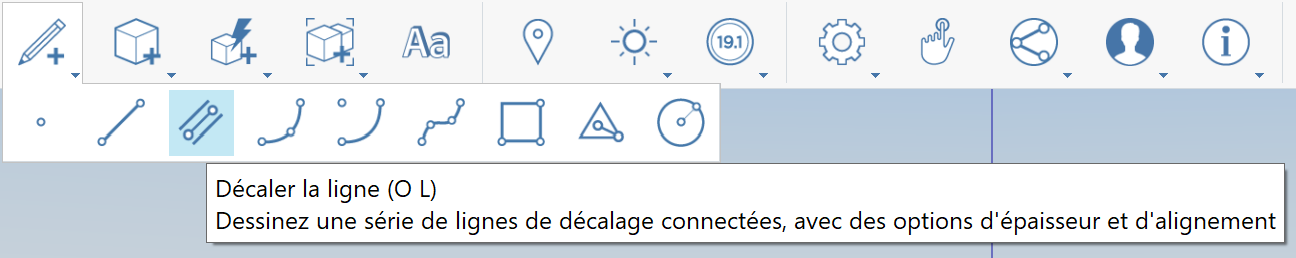 Aa
19.1
Décaler la ligne (O L)
Dessinez une série de lignes de décalage connectées, avec des options d'épaisseur et d'alignement